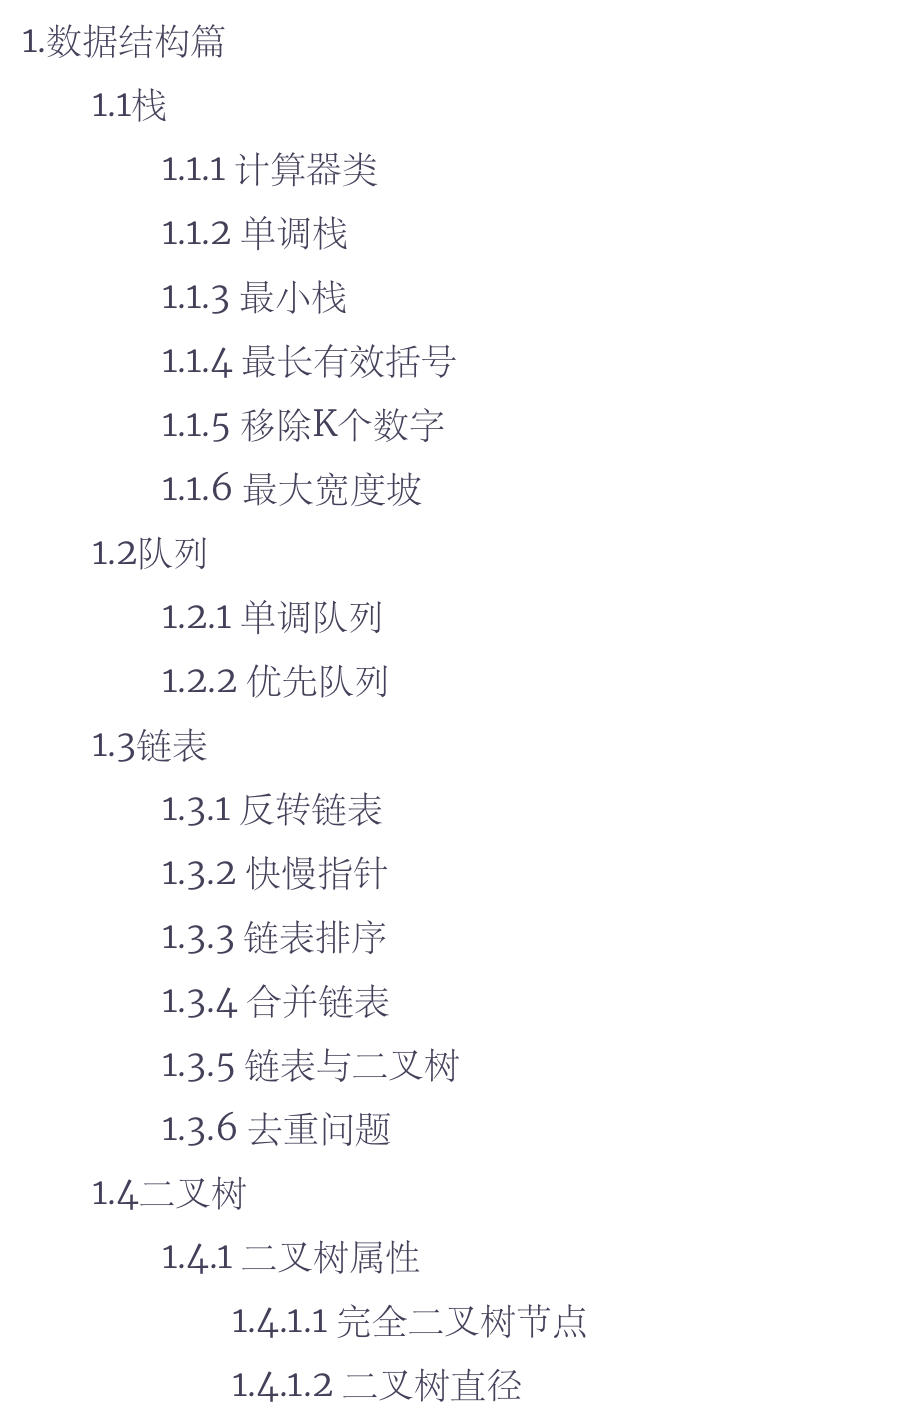 1.数据结构篇
1.1栈
1.1.1 计算器类
1.1.2 单调栈
1.1.3 最小栈
1.1.4 最长有效括号
1.1.5 移除K个数字
1.1.6 最大宽度坡
1.2队列
1.2.1 单调队列
1.2.2 优先队列
1.3链表
1.3.1 反转链表
1.3.2 快慢指针
1.3.3 链表排序
1.3.4 合并链表
1.3.5 链表与二叉树
1.3.6 去重问题
1.4二叉树
1.4.1 二叉树属性
1.4.1.1 完全二叉树节点
1.4.1.2 二叉树直径